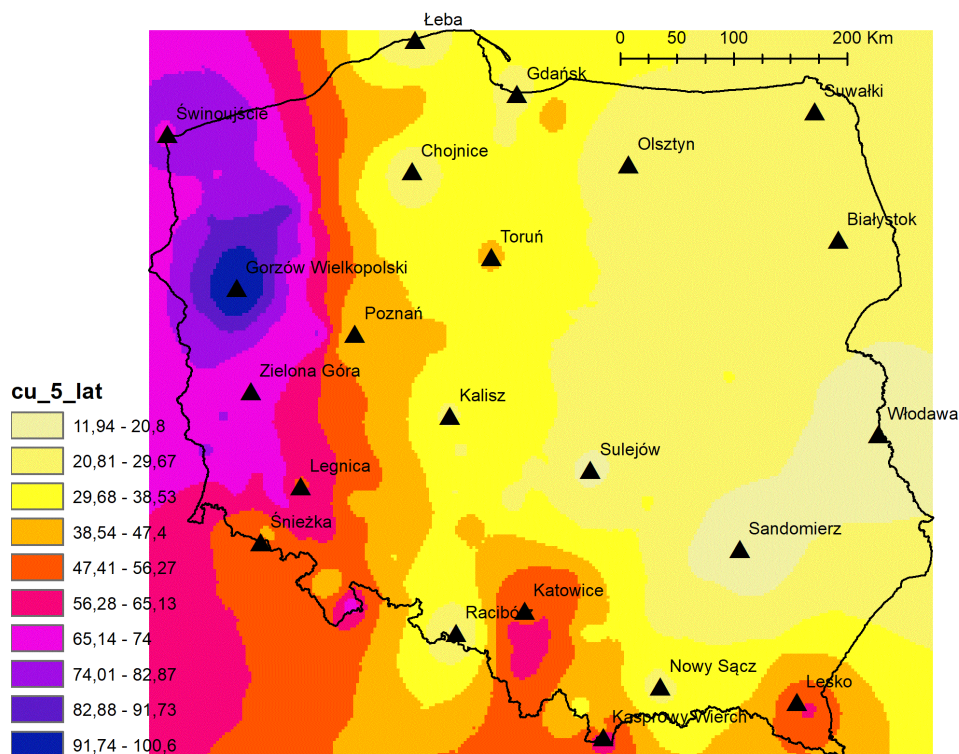 Łeba
0 50 100 200 Km
Gdańsk
Suwałki
Świnoujście
Olsztyn
Chojnice
Białystok
Toruń
Gorzów Wielkopolski
Poznań
Zielona Góra
cu_5_lat
Kalisz
Włodawa
11,94 - 20,8
Sulejów
20,81 - 29,67
Legnica
29,68 - 38,53
Śnieżka
Sandomierz
38,54 - 47,4
47,41 - 56,27
Katowice
56,28 - 65,13
Racibórz
65,14 - 74
Nowy Sącz
74,01 - 82,87
Lesko
82,88 - 91,73
Kasprowy Wierch
91,74 - 100,6